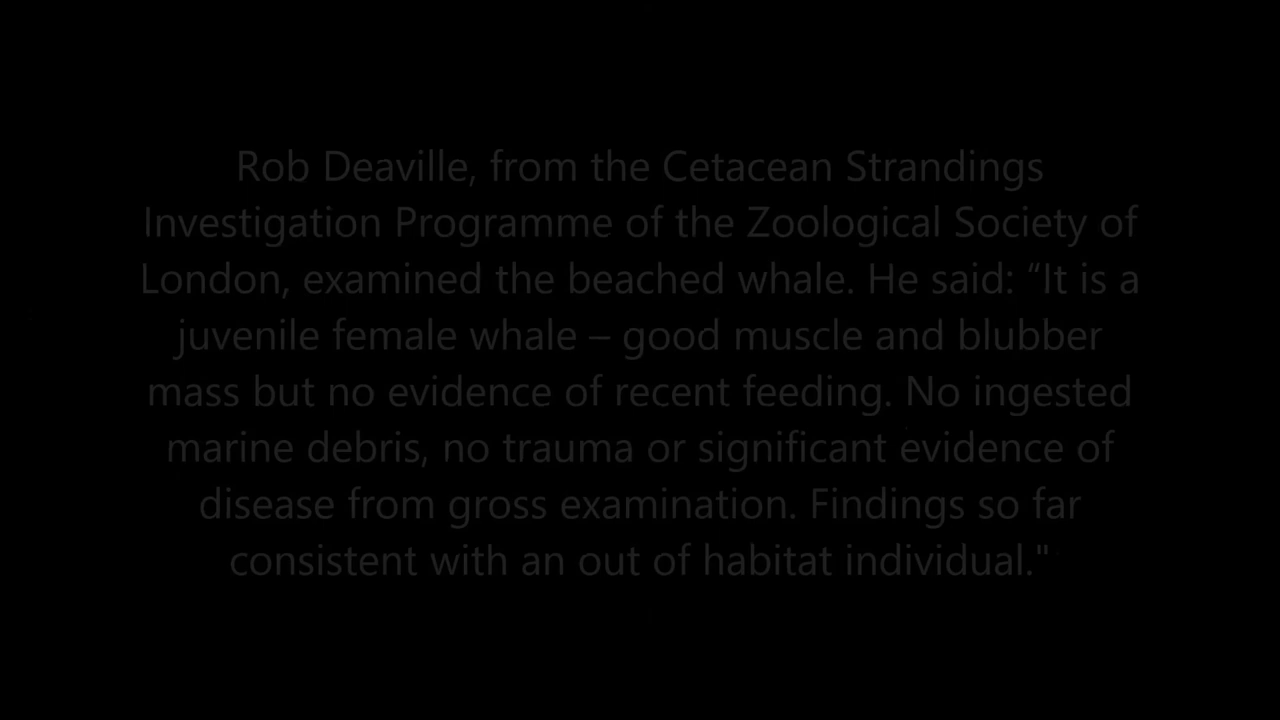 Rob Deaville, from the Cetacean Strandings
Investigation Programme of the Zoological Society of
London, examined the beached whale. He said: “It is a
juvenile female whale – good muscle and blubber
mass but no evidence of recent feeding. No ingested
marine debris, no trauma or significant evidence of
disease from gross examination. Findings so far
consistent with an out of habitat individual."